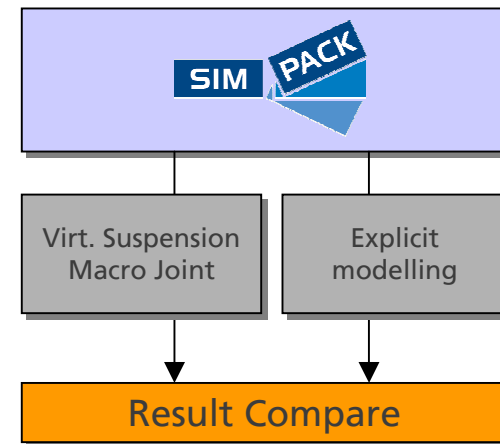 SIM PACK
Virt. Suspension
Macro Joint
Explicit
modelling
Result Compare